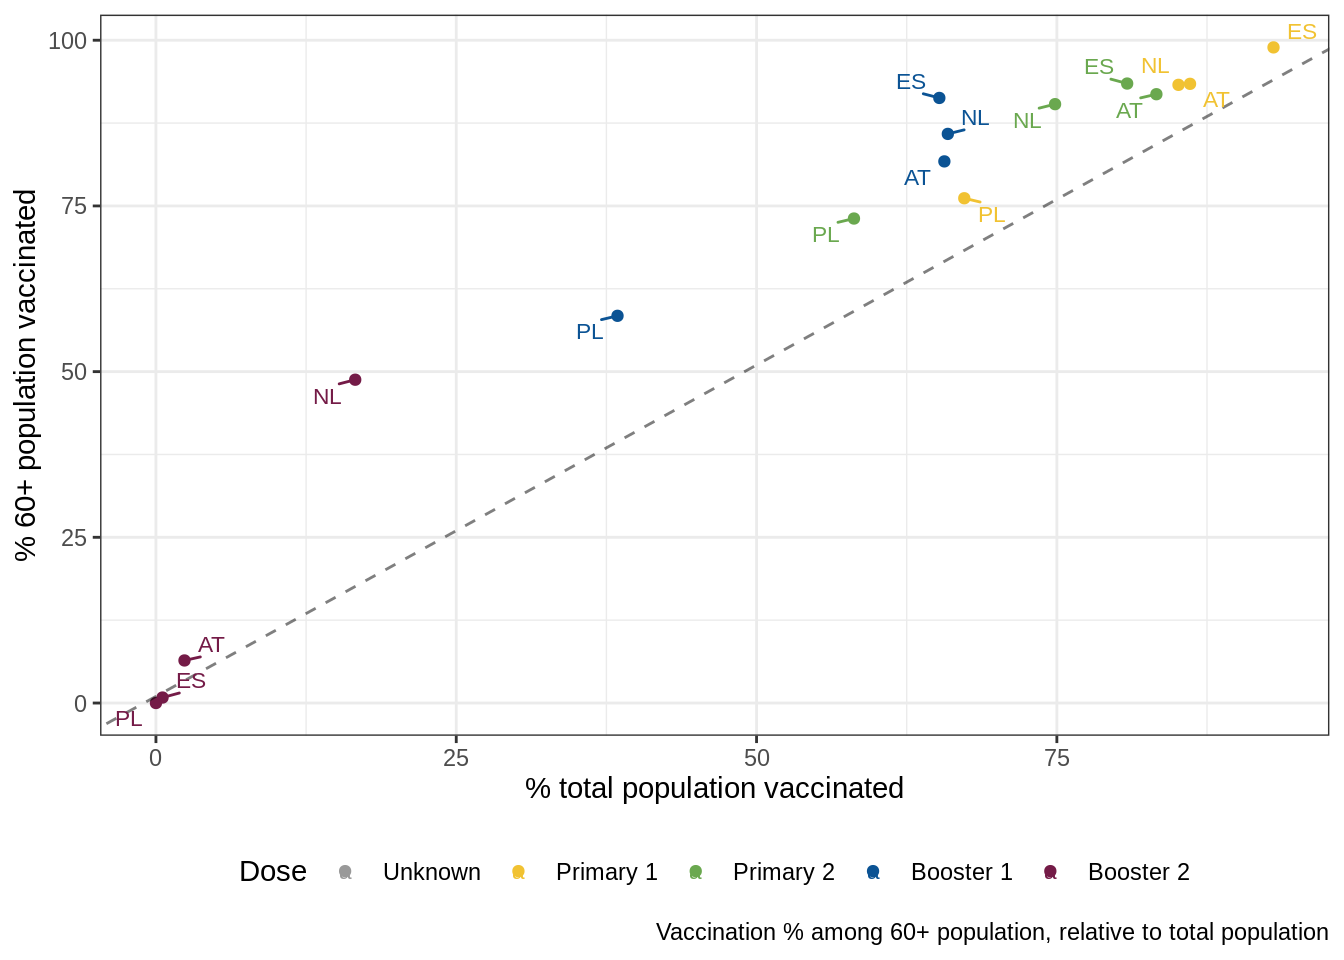 100
75
50
25
0
% 60+ population vaccinated
ES
NL
ES
ES
AT
NL
AT
NL
AT
PL
PL
PL
NL
AT
ES
PL
0 25 50 75
% total population vaccinated
Dose Unknown Primary 1 Primary 2 Booster 1 Booster 2
Vaccination % among 60+ population, relative to total population